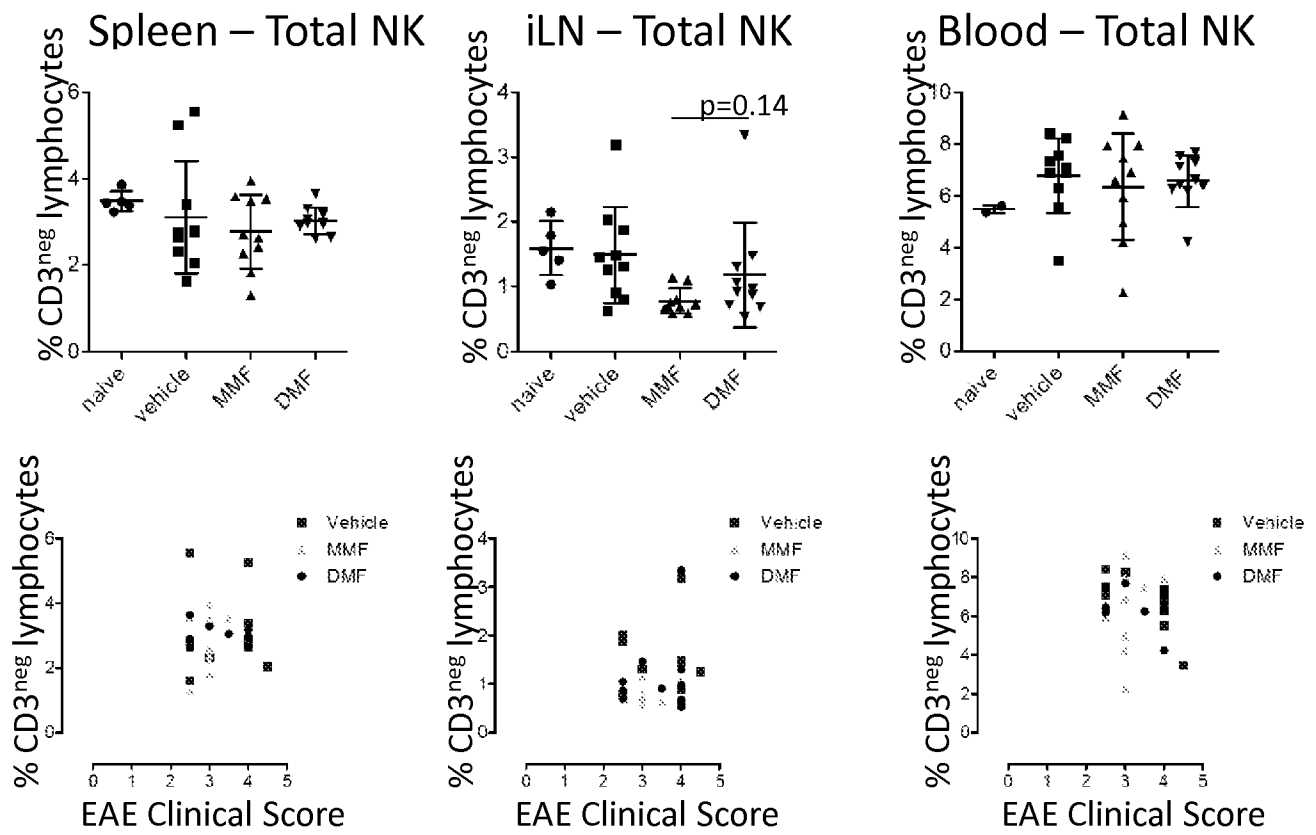 Spleen – Total NK
iLN – Total NK
Blood – Total NK
% CD3neg lymphocytes
6
4
2
0
naïve
vehicle
MMF
DMF
% CD3neg lymphocytes
4
3
2
1
0
p=0.14
naïve
vehicle
MMF
DMF
% CD3neg lymphocytes
10
8
6
4
2
0
naïve
vehicle
MMF
DMF
% CD3neg lymphocytes
6
4
2
0
Vehicle
MMF
DMF
0 1 2 3 4 5
EAE Clinical Score
% CD3neg lymphocytes
4
3
2
1
0
Vehicle
MMF
DMF
0 1 2 3 4 5
EAE Clinical Score
% CD3neg lymphocytes
10
8
6
4
2
0
Vehicle
MMF
DMF
0 1 2 3 4 5
EAE Clinical Score